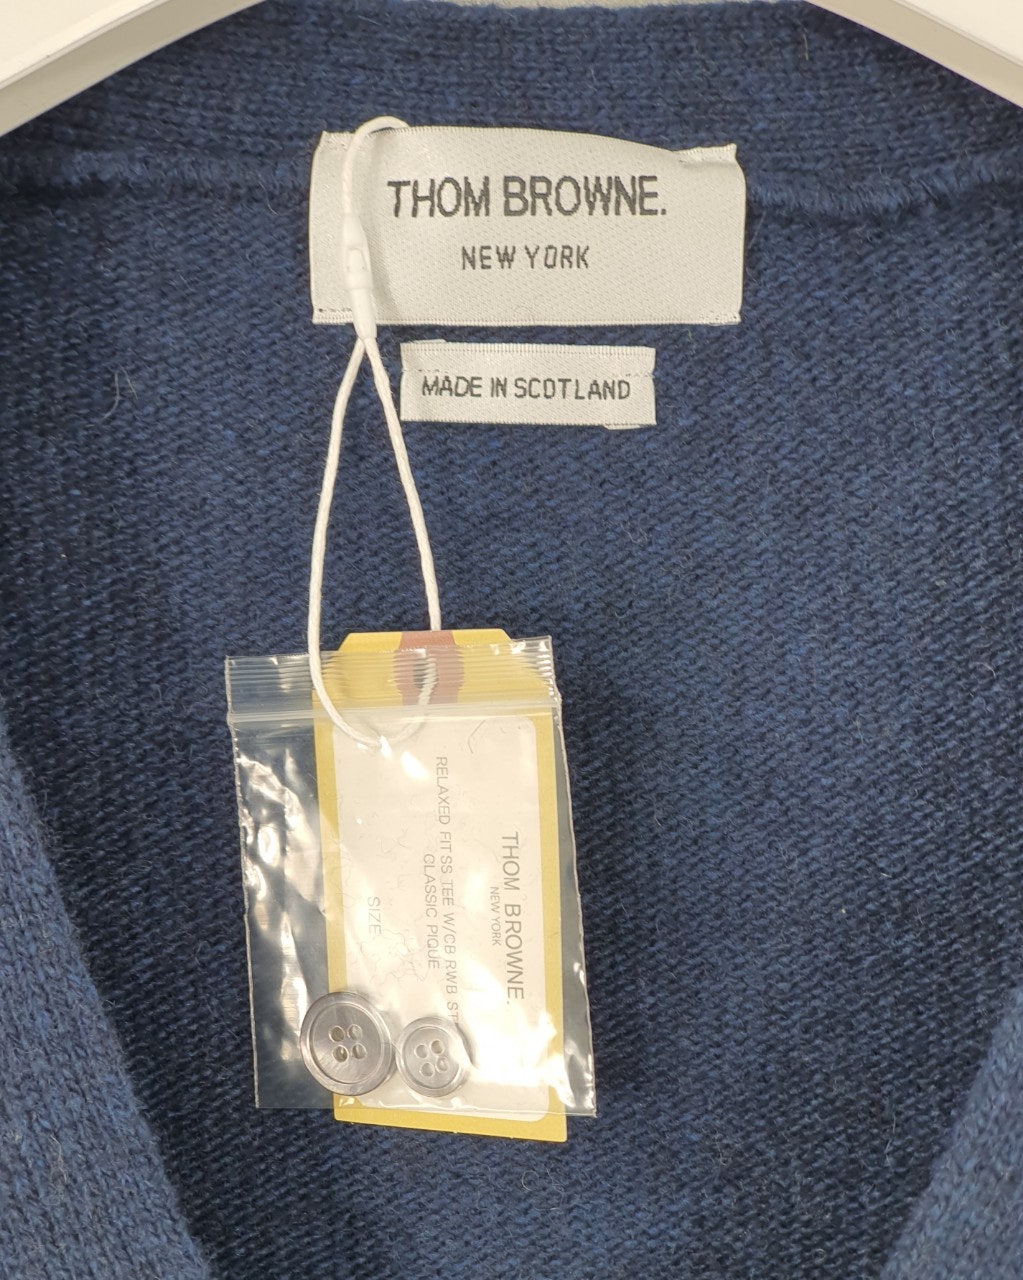 THOM BROWNE.
NEW YORK
MADE IN SCOTLAND
THOM BROWNE.
NEW YORK
RELAXED FIT SS TEE W/CB RWB ST
CLASSIC PIQUE
SIZE